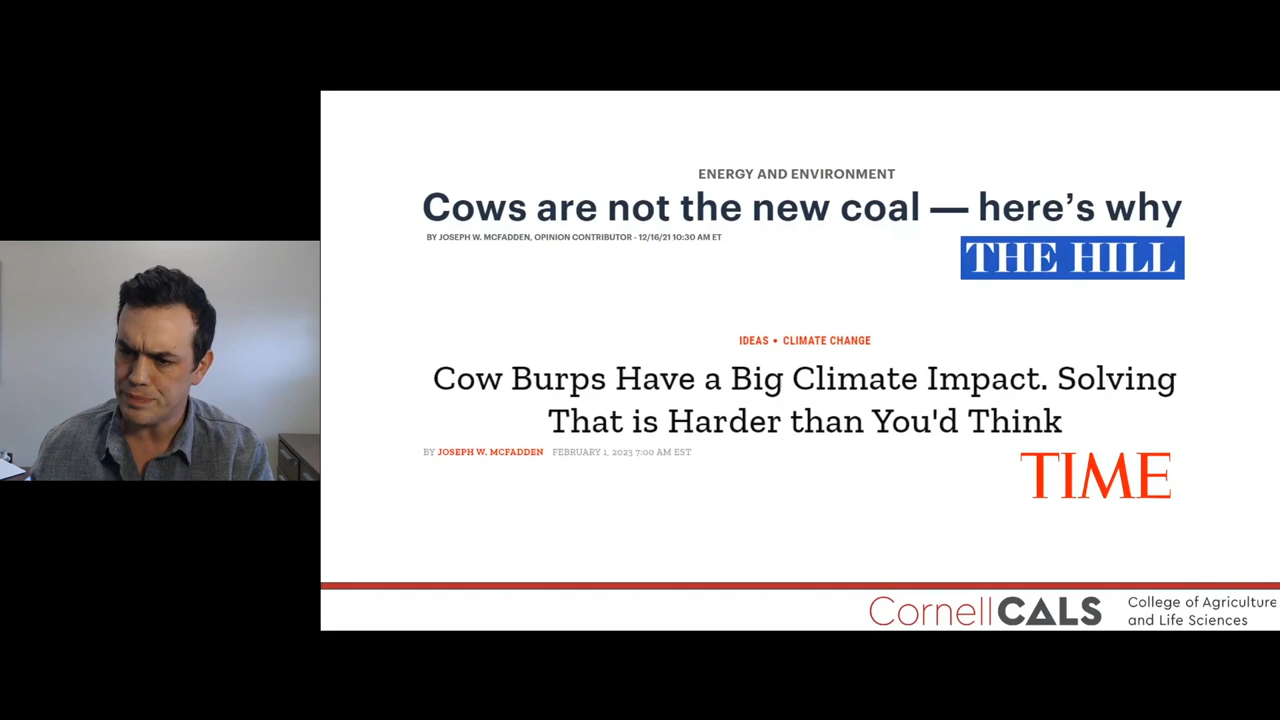 ENERGY AND ENVIRONMENT
Cows are not the new coal — here’s why
BY JOSEPH W. MCFADDEN, OPINION CONTRIBUTOR - 12/16/21 10:30 AM ET
THE HILL
IDEAS • CLIMATE CHANGE
Cow Burps Have a Big Climate Impact. Solving
That is Harder than You'd Think
BY JOSEPH W. MCFADDEN FEBRUARY 1, 2023 7:00 AM EST
TIME
CornellCALS
College of Agriculture
and Life Sciences